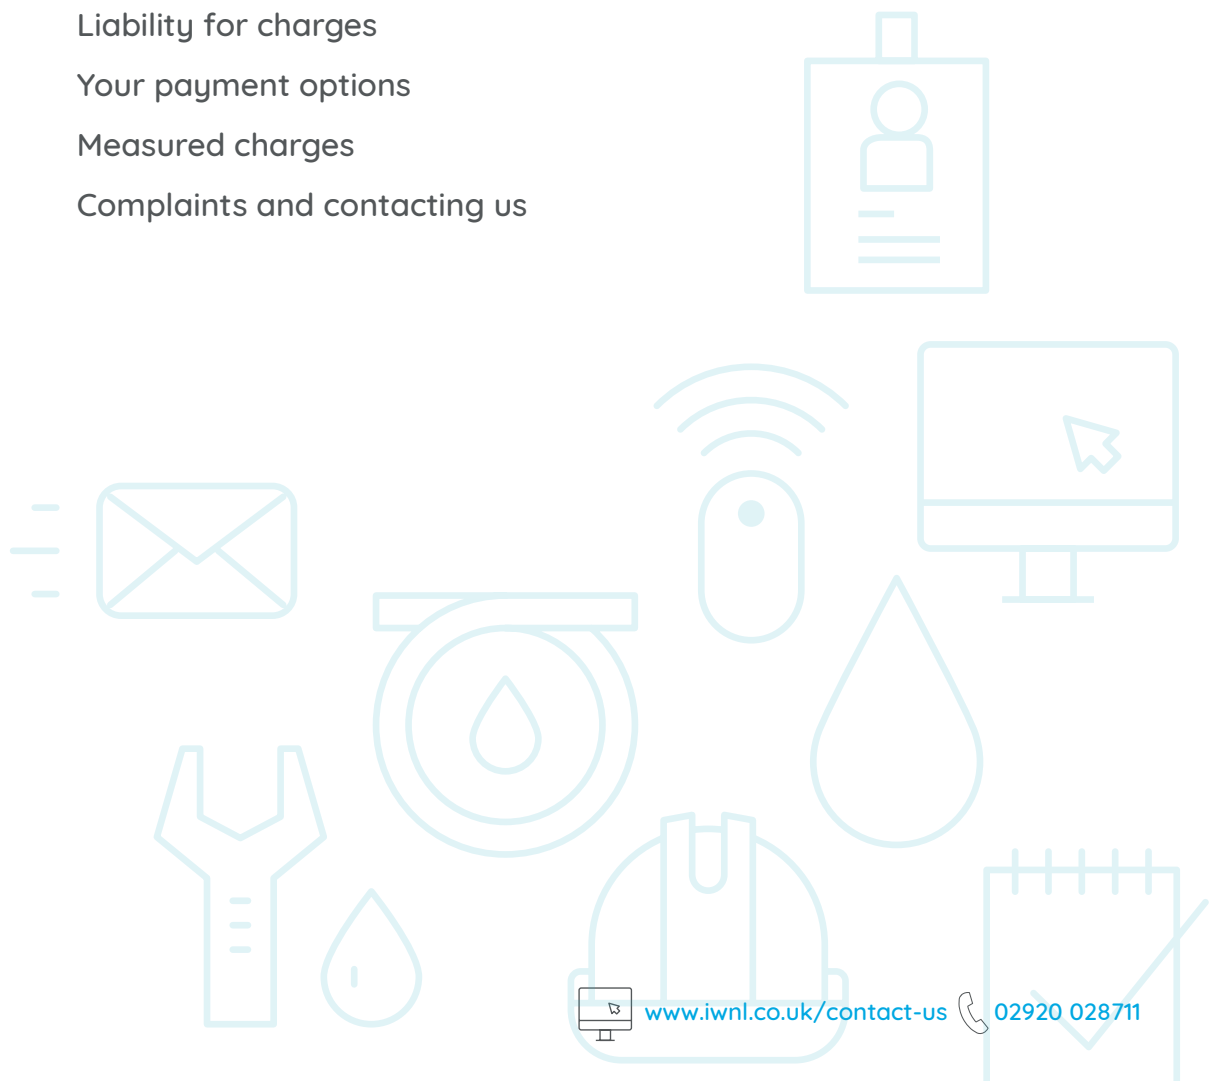 Liability for charges
Your payment options
Measured charges
Complaints and contacting us
www.iwnl.co.uk/contact-us 02920 028711